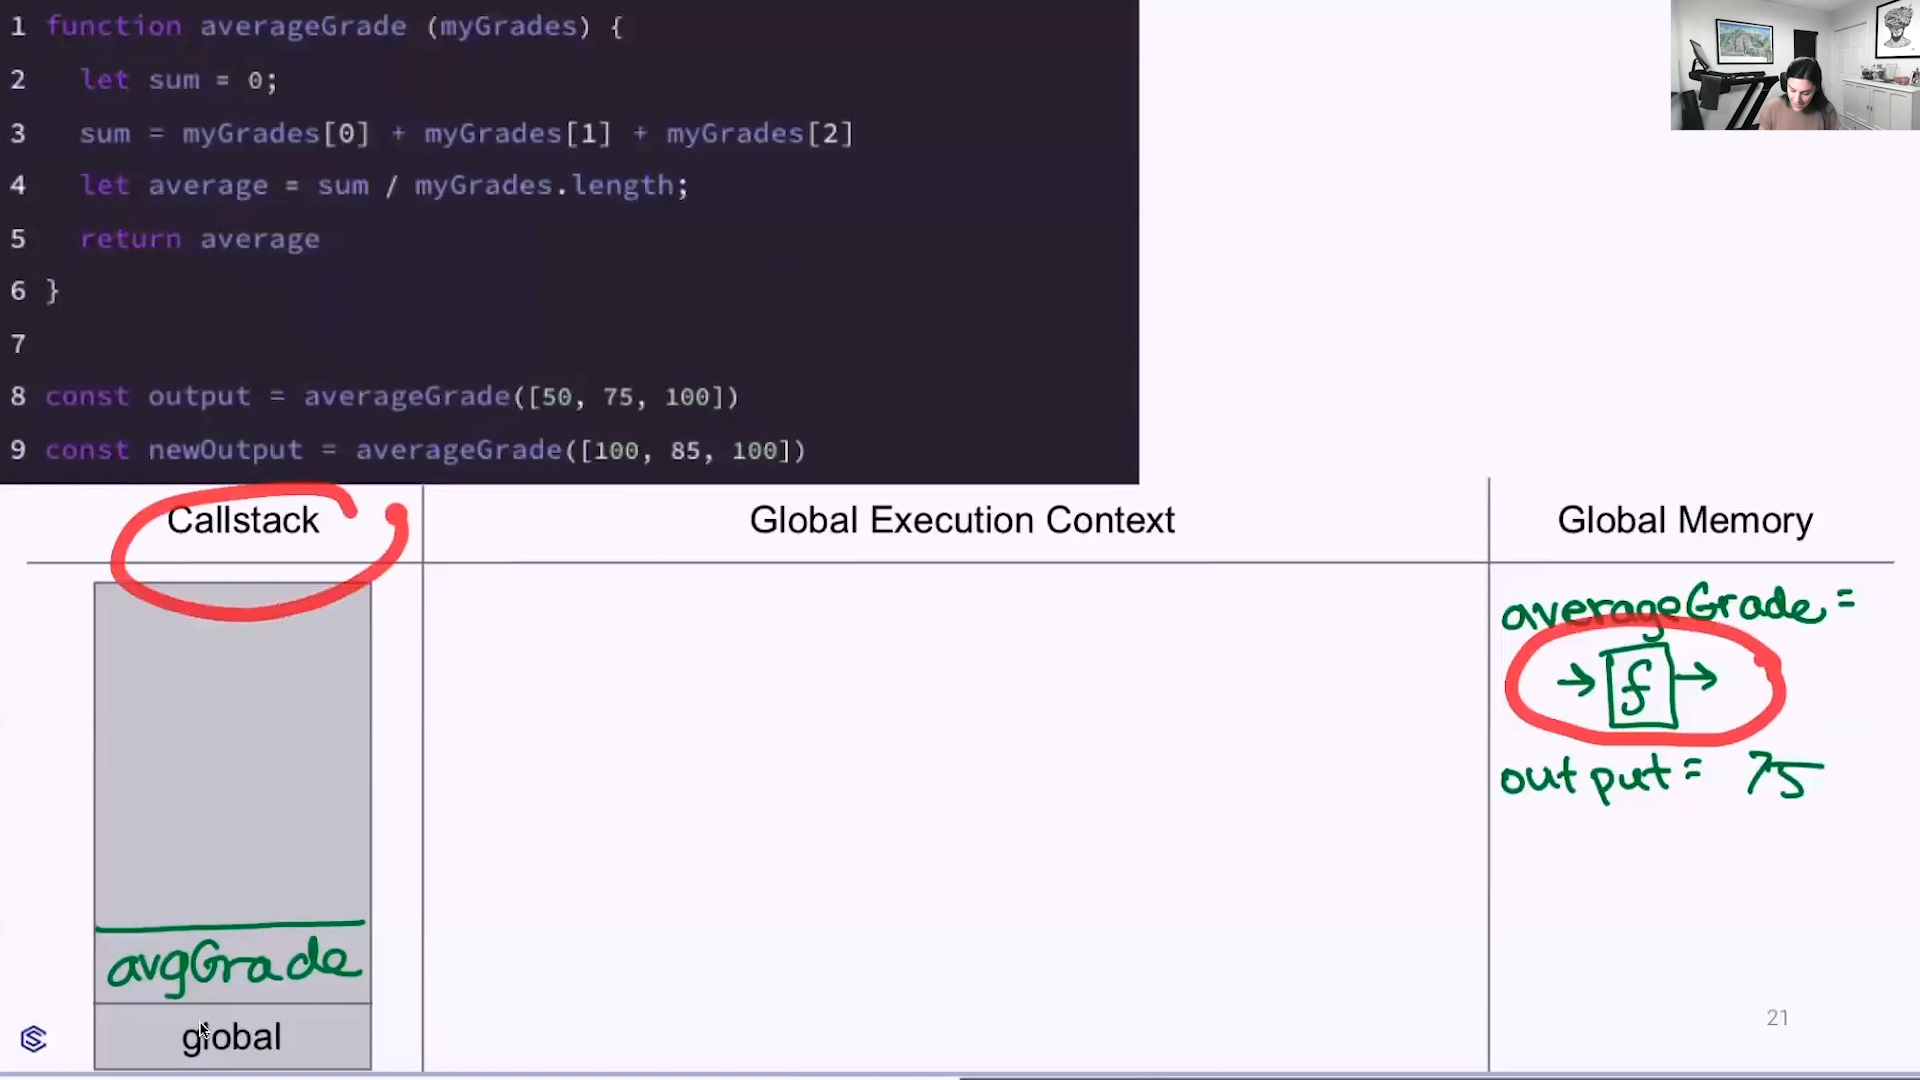 1 function averageGrade (myGrades) {
2 let sum = 0;
3 sum = myGrades[0] + myGrades[1] + myGrades[2]
4 let average = sum / myGrades.length;
5 return average
6 }
7
8 const output = averageGrade([50, 75, 100])
9 const newOutput = averageGrade([100, 85, 100])
Callstack
Global Execution Context
Global Memory
averageGrade =
→ f →
output = 75
avgGrade
global
21